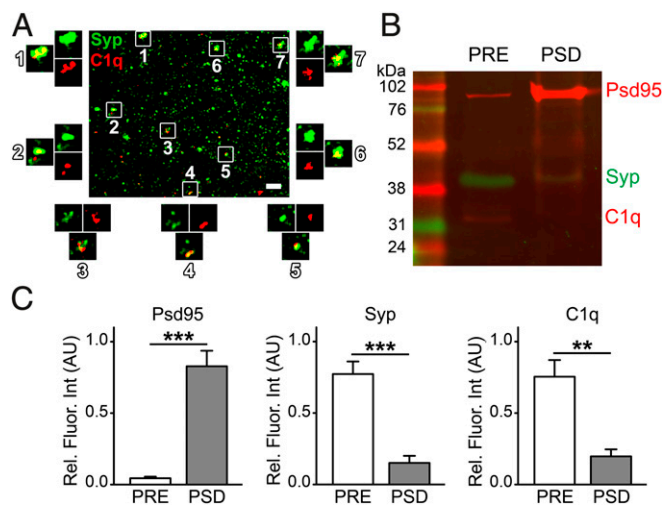 A
Syp
C1q
1
6
7
2
3
4
5
1
2
3
4
5
6
7
B
PRE PSD
kDa
102
76
52
38
31
24
Psd95
Syp
C1q
C
Psd95
Rel. Fluor. Int (AU)
1.0
0.5
0.0
***
PRE PSD
Syp
Rel. Fluor. Int (AU)
1.0
0.5
0.0
***
PRE PSD
C1q
Rel. Fluor. Int (AU)
1.0
0.5
0.0
**
PRE PSD